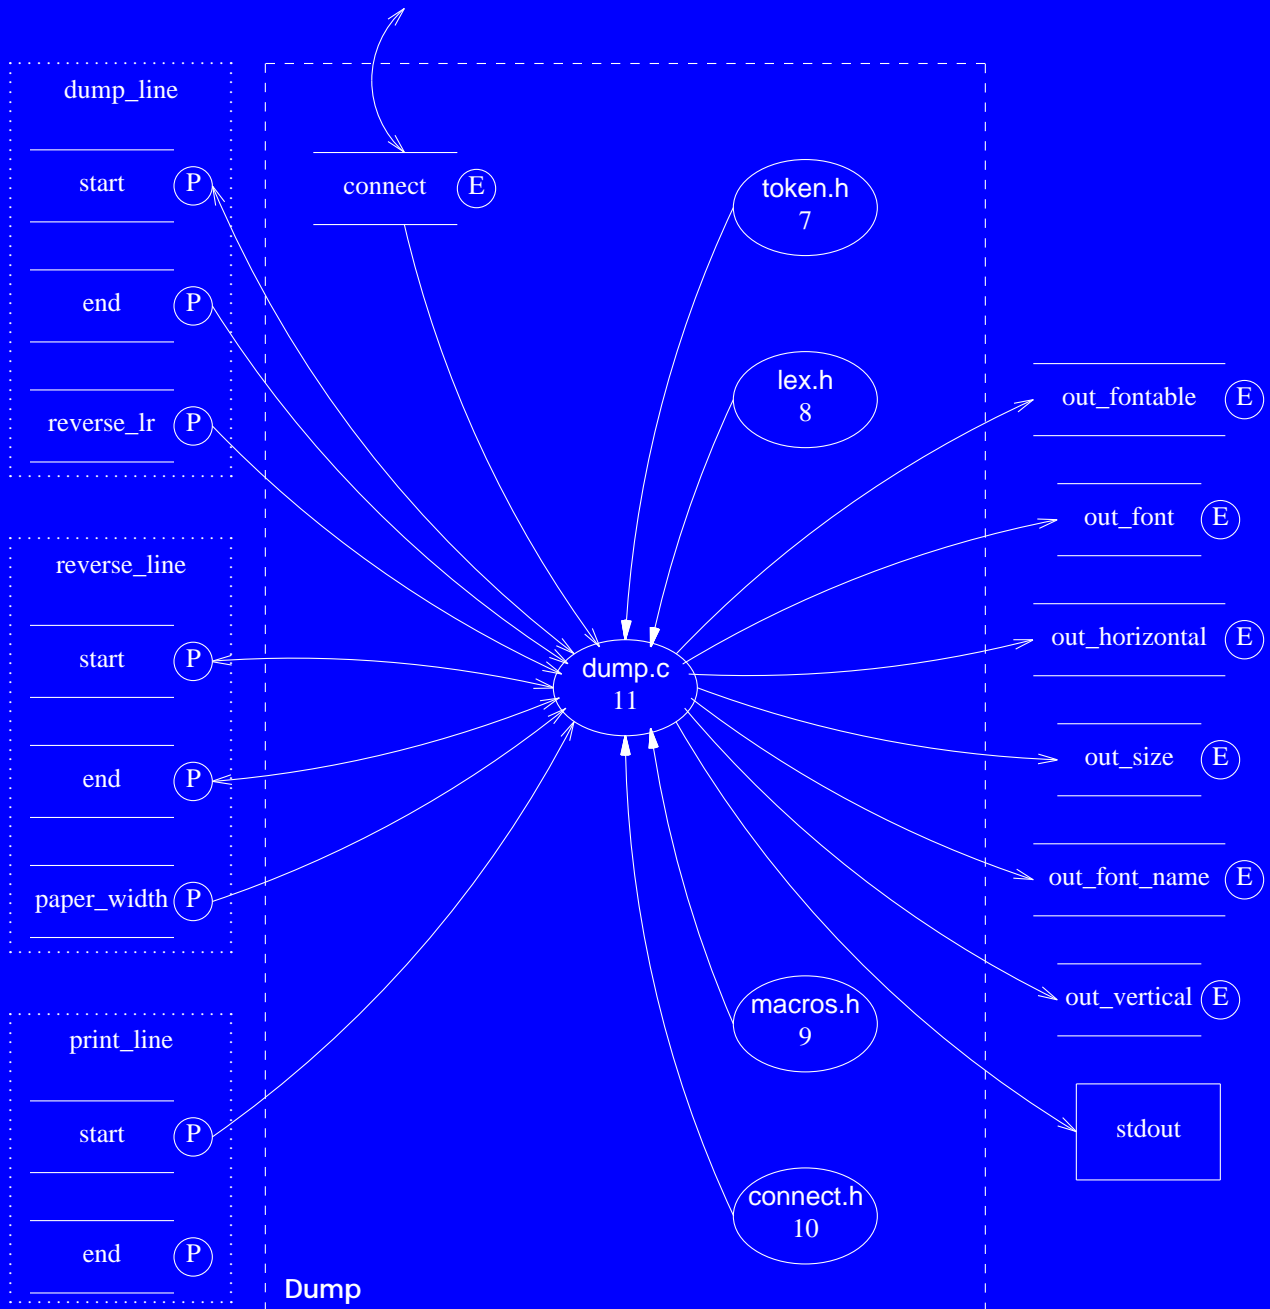 dump_line
start P
end P
reverse_lr P
reverse_line
start P
end P
paper_width P
print_line
start P
end P
connect E
token.h
7
lex.h
8
dump.c
11
macros.h
9
connect.h
10
Dump
out_fontable E
out_font E
out_horizontal E
out_size E
out_font_name E
out_vertical E
stdout